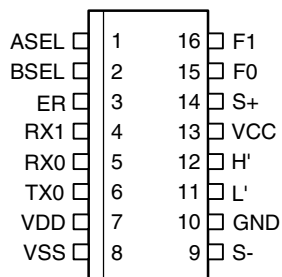 ASEL 1 16 F1
BSEL 2 15 F0
ER 3 14 S+
RX1 4 13 VCC
RX0 5 12 H'
TX0 6 11 L'
VDD 7 10 GND
VSS 8 9 S-